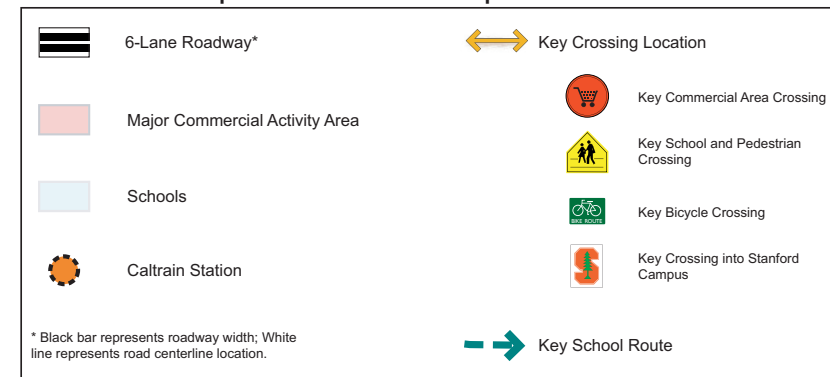 6-Lane Roadway*
Major Commercial Activity Area
Schools
Caltrain Station
* Black bar represents roadway width; White
line represents road centerline location.
Key Crossing Location
Key Commercial Area Crossing
Key School and Pedestrian
Crossing
BIKE ROUTE
Key Bicycle Crossing
S
Key Crossing into Stanford
Campus
Key School Route